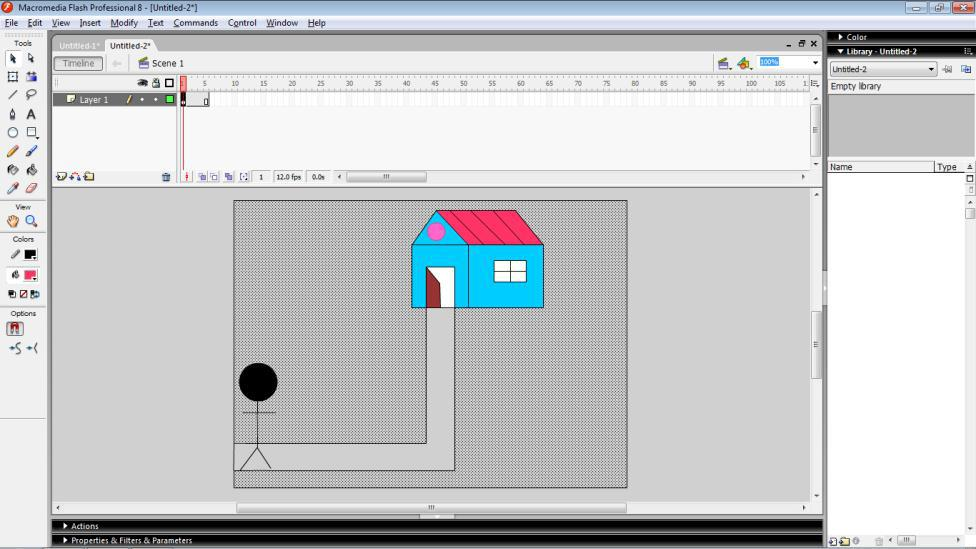 Macromedia Flash Professional 8 - [Untitled-2*]
File Edit View Insert Modify Text Commands Control Window Help
Tools
View
Colors
Options
Untitled-1* Untitled-2*
Timeline Scene 1 100%
1 5 10 15 20 25 30 35 40 45 50 55 60 65 70 75 80 85 90 95 100 105
Layer 1
1 12.0 fps 0.0s
Actions
Properties & Filters & Parameters
Color
Library - Untitled-2
Untitled-2
Empty library
Name Type